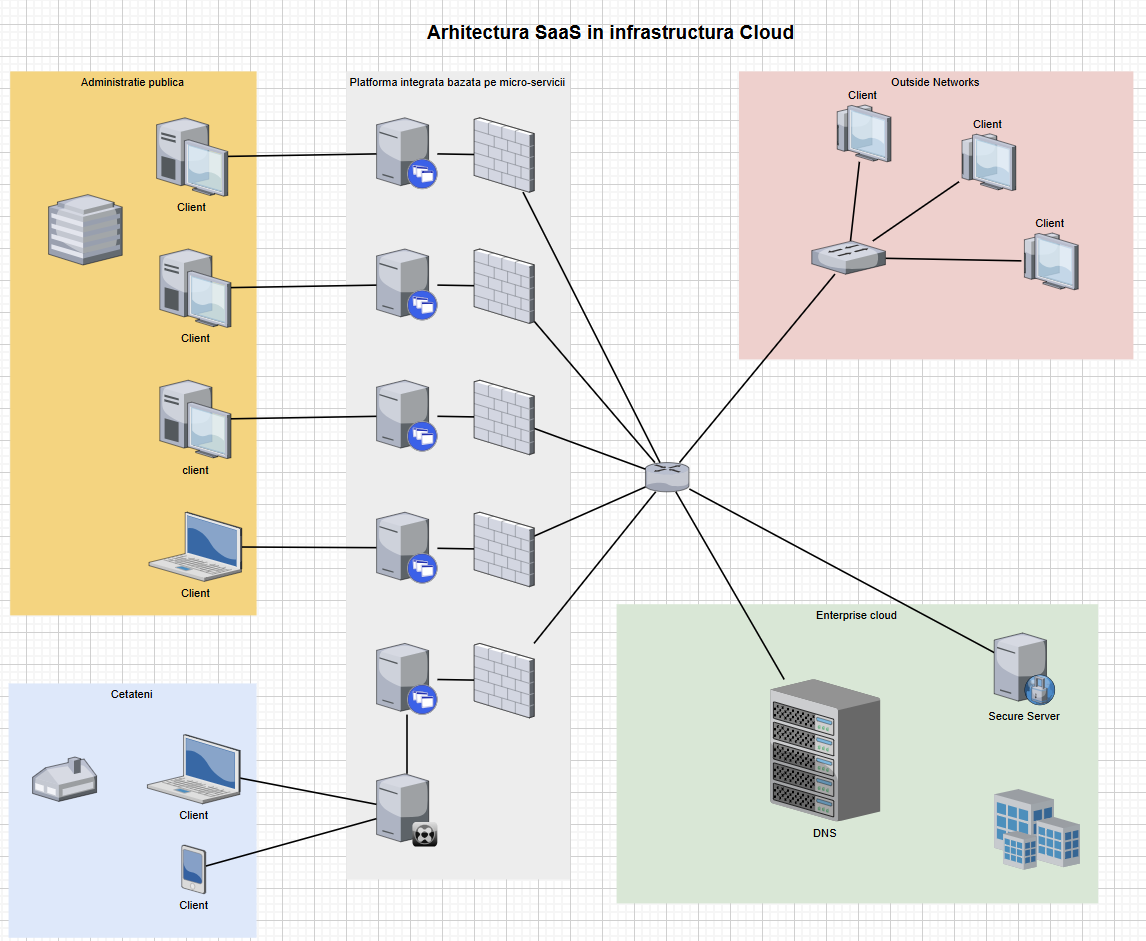 Arhitectura SaaS in infrastructura Cloud
Administratie publica
Client
Client
client
Client
Cetateni
Client
Client
Platforma integrata bazata pe micro-servicii
Outside Networks
Client
Client
Client
Enterprise cloud
Secure Server
DNS